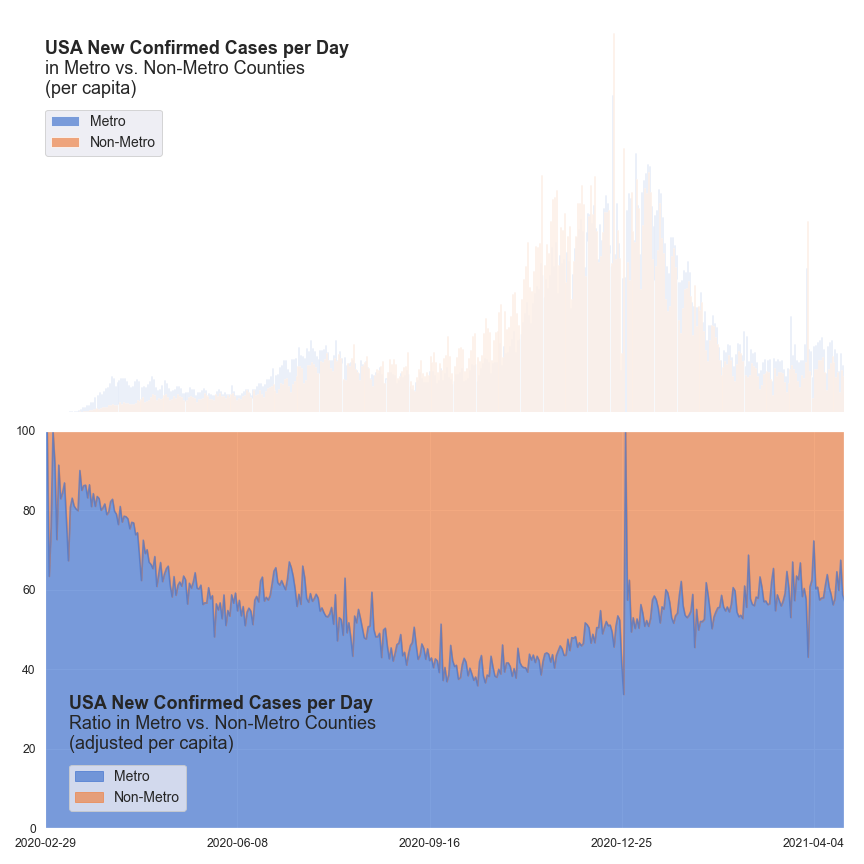 USA New Confirmed Cases per Day
in Metro vs. Non-Metro Counties
(per capita)
Metro
Non-Metro
100
80
60
40
20
0
USA New Confirmed Cases per Day
Ratio in Metro vs. Non-Metro Counties
(adjusted per capita)
Metro
Non-Metro
2020-02-29
2020-06-08
2020-09-16
2020-12-25
2021-04-04